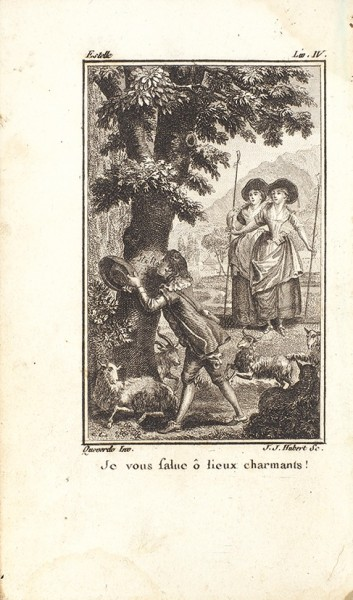 Estelle Liv. IV.
Queverdo Inv. J. J. Hubert Sc.
Je vous salue ô lieux charmants!